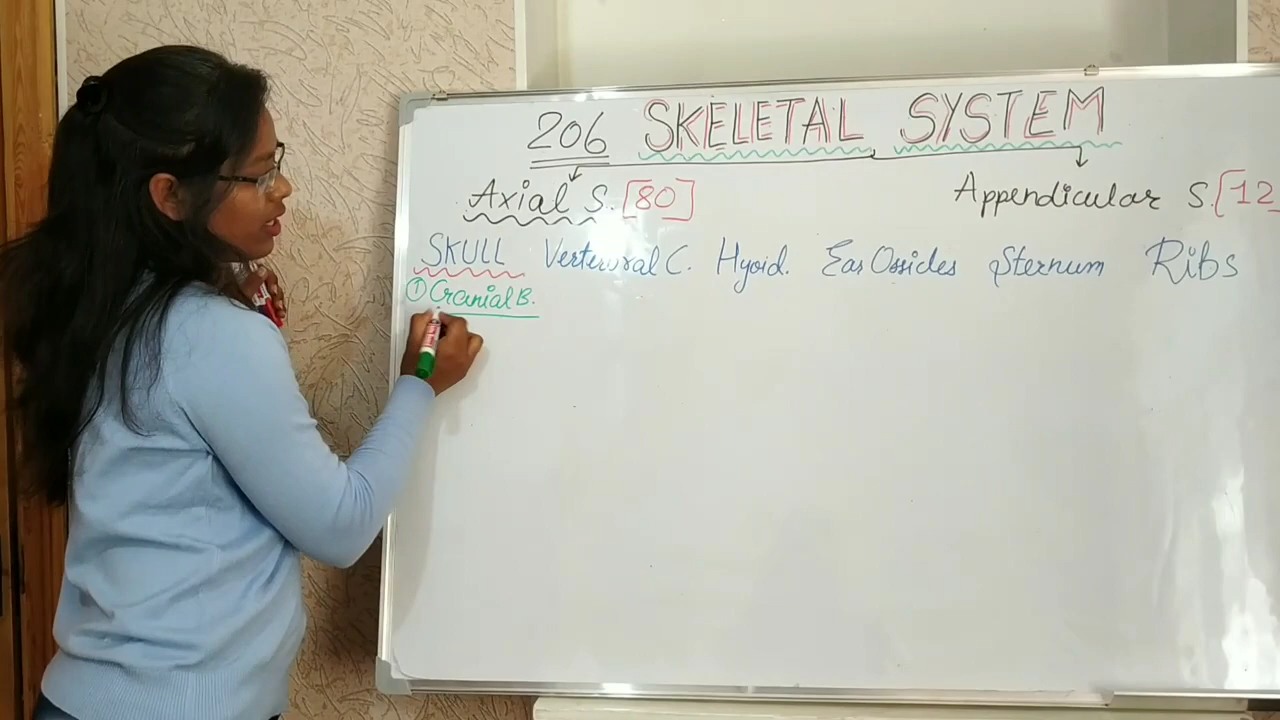 206 SKELETAL SYSTEM
Axial S. [80]
Appendicular S. [12
SKULL Vertebral C. Hyoid. Ear Ossicles Sternum Ribs
① Cranial B.